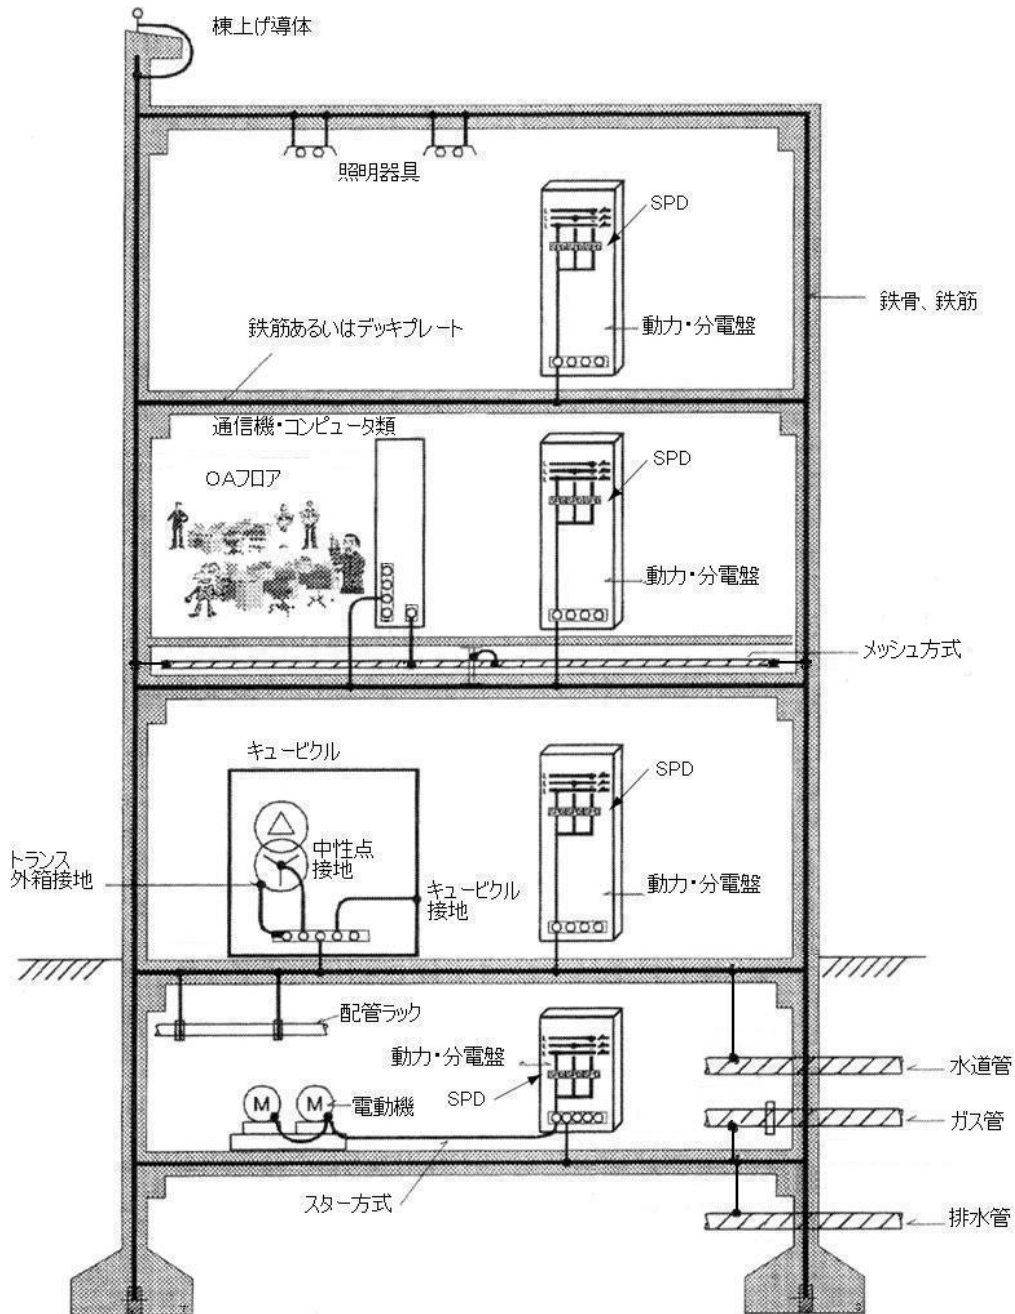 棟上げ導体
照明器具
SPD
鉄骨、鉄筋
動力・分電盤
鉄筋あるいはデッキプレート
通信機・コンピュータ類
SPD
OAフロア
動力・分電盤
メッシュ方式
キュービクル
SPD
中性点
接地
トランス
外箱接地
キュービクル
接地
動力・分電盤
配管ラック
動力・分電盤
水道管
SPD
M
M
電動機
ガス管
スター方式
排水管